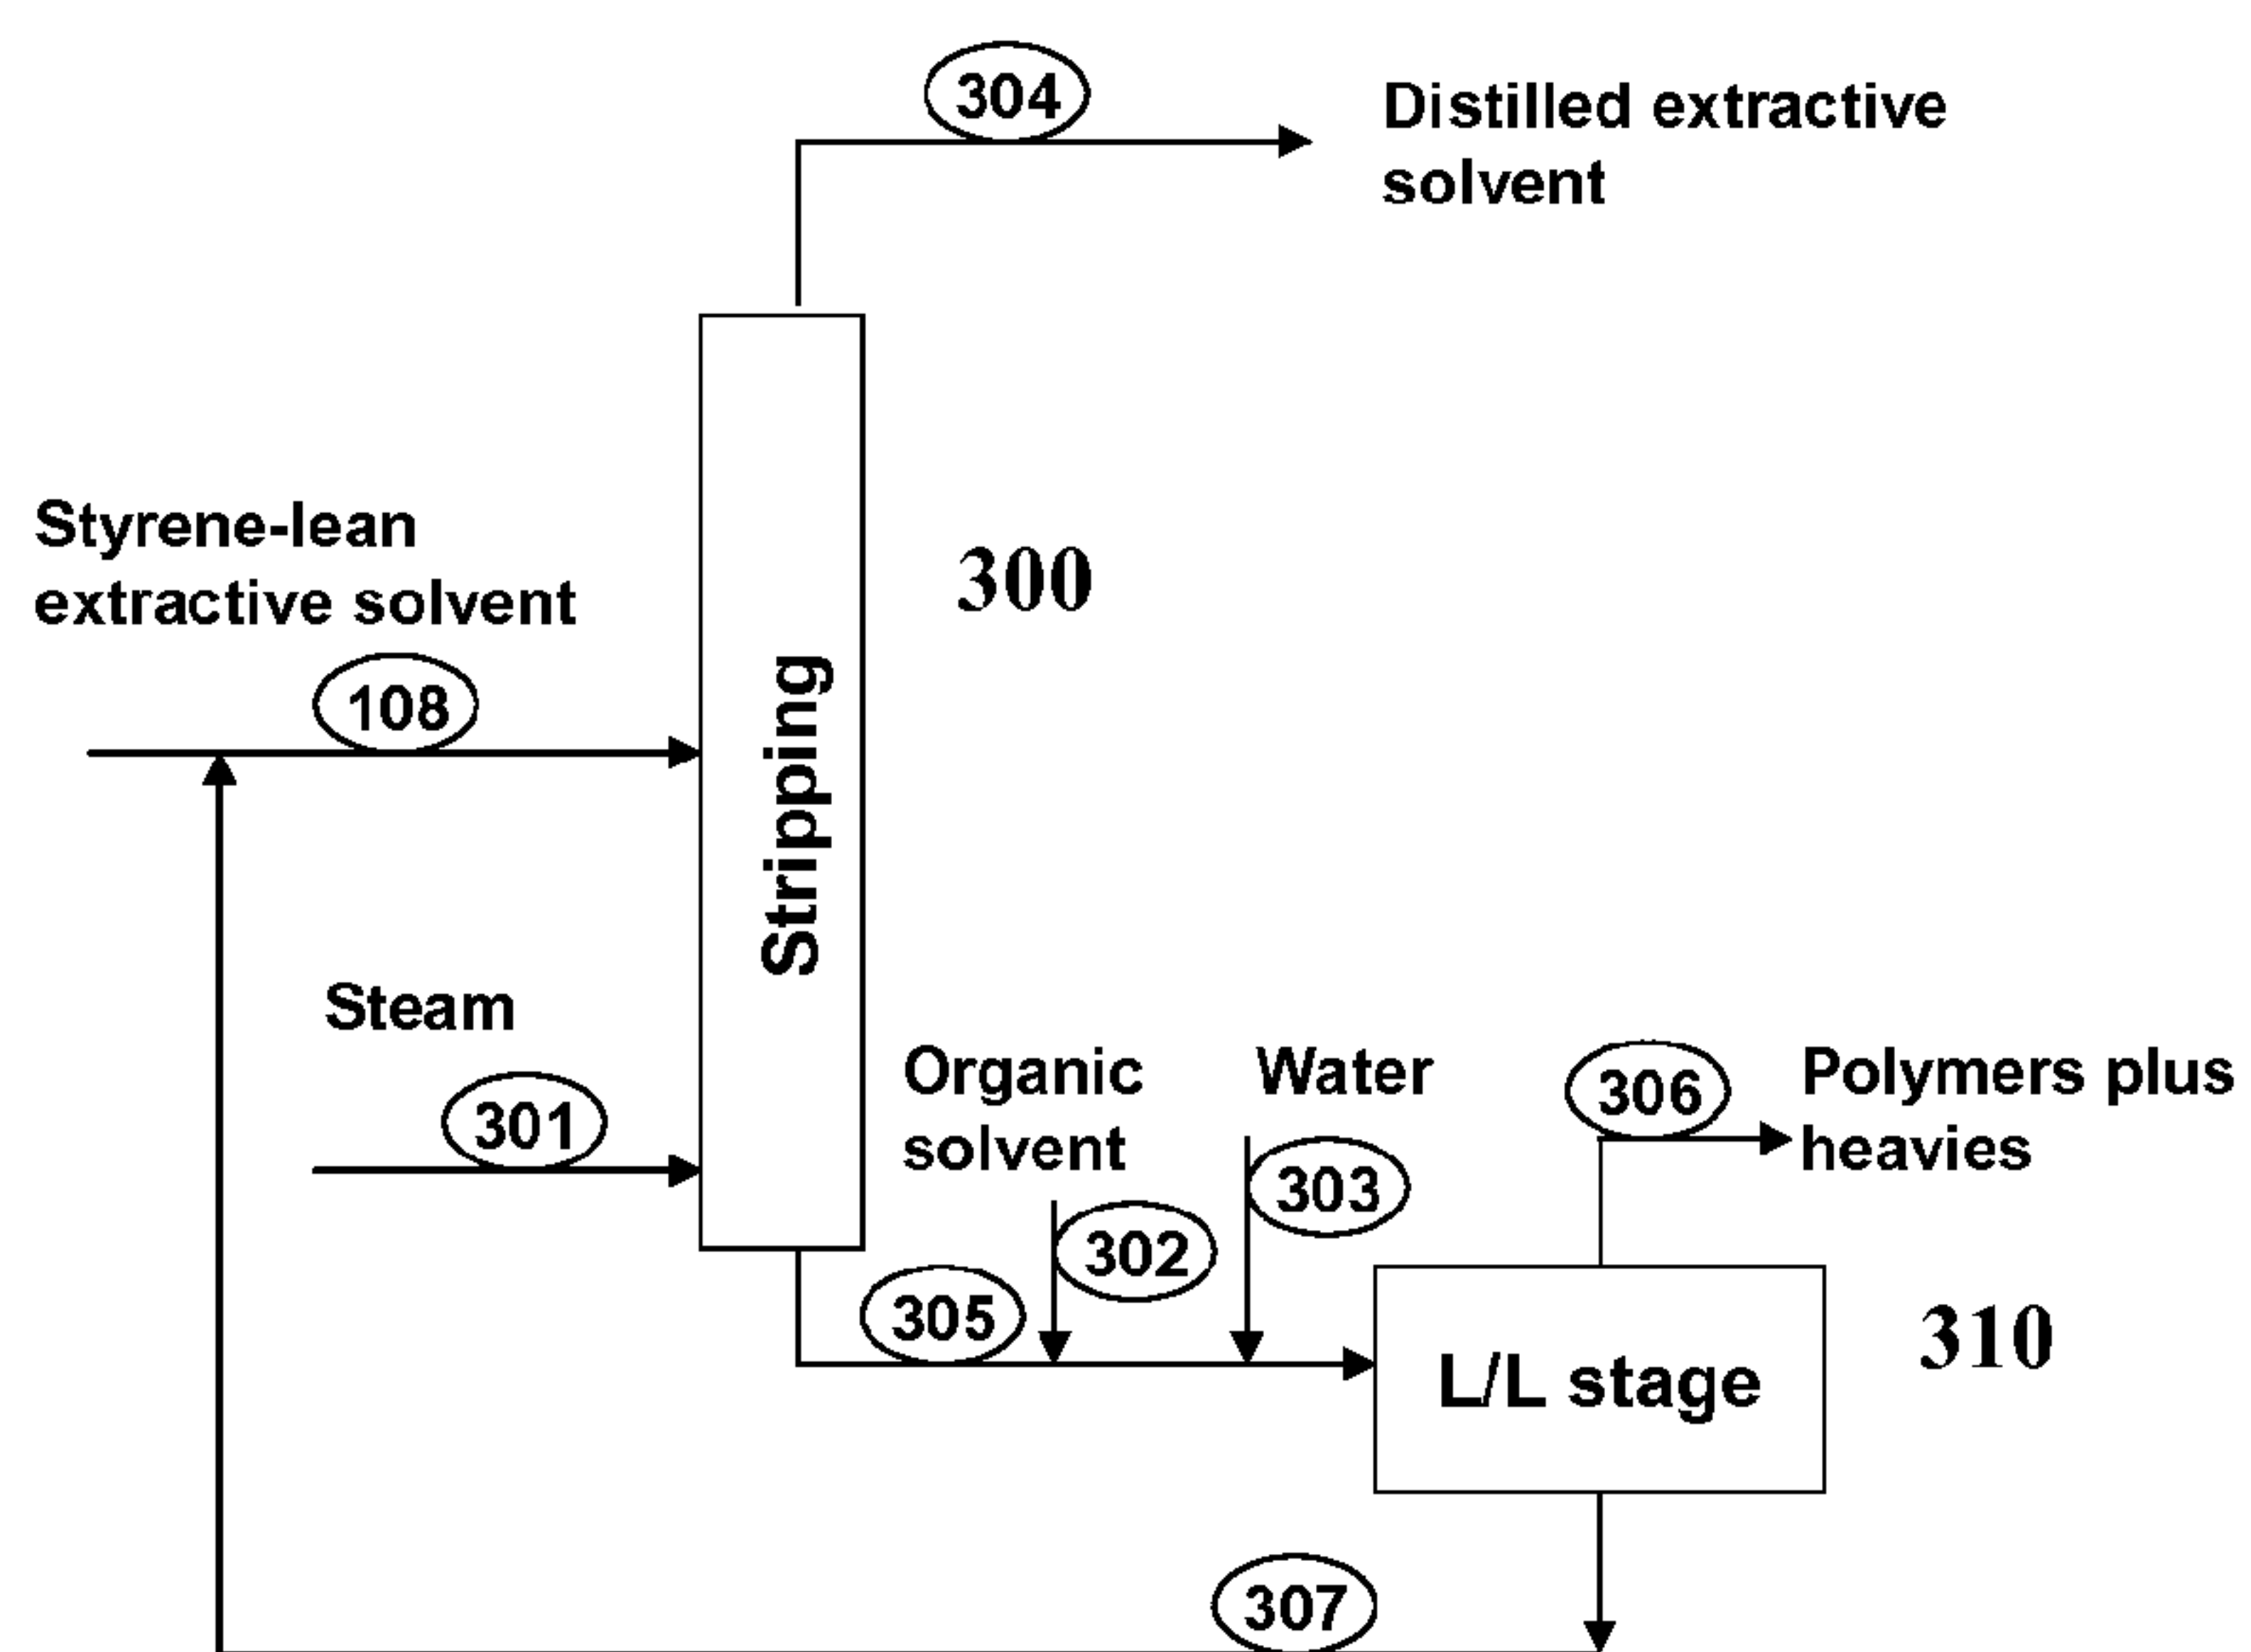 304
Distilled extractive
solvent
Styrene-lean
extractive solvent
300
108
Stripping
Steam
301
Organic
solvent
Water
306
Polymers plus
heavies
303
302
305
L/L stage
310
307